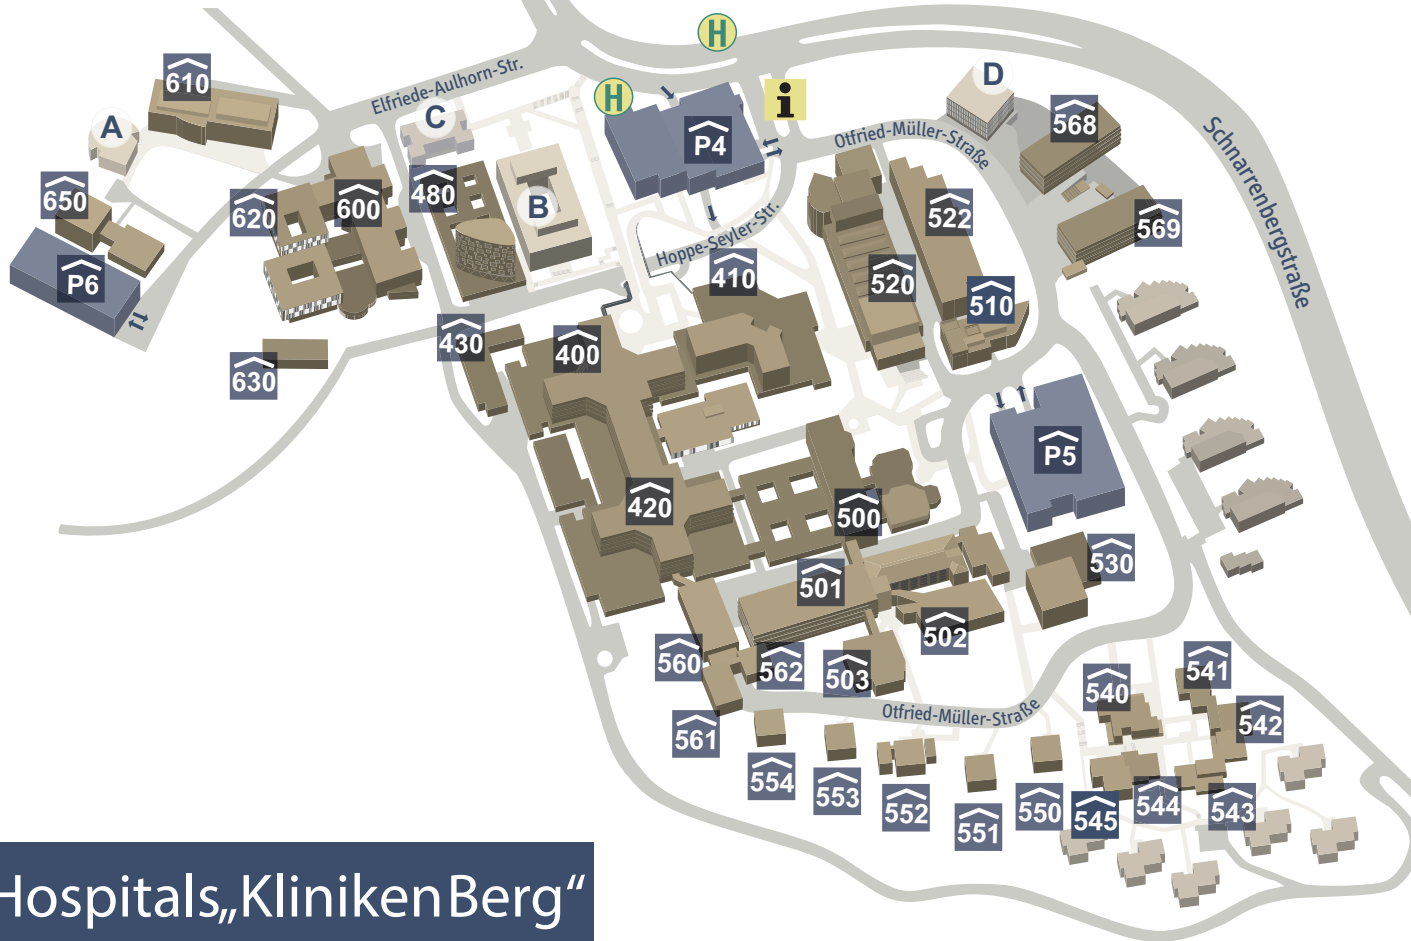 H
D
610
Elfriede-Aulhorn-Str.
H
i
A
C
P4
Otfried-Müller-Straße
568
Schnarrenbergstraße
650
480
620
600
B
522
569
Hoppe-Seyler-Str.
P6
410
520
510
430
400
630
P5
420
500
530
501
502
560
562
503
541
540
Otfried-Müller-Straße
542
561
554
553
552
551
550
545
544
543
Hospitals„Kliniken Berg“